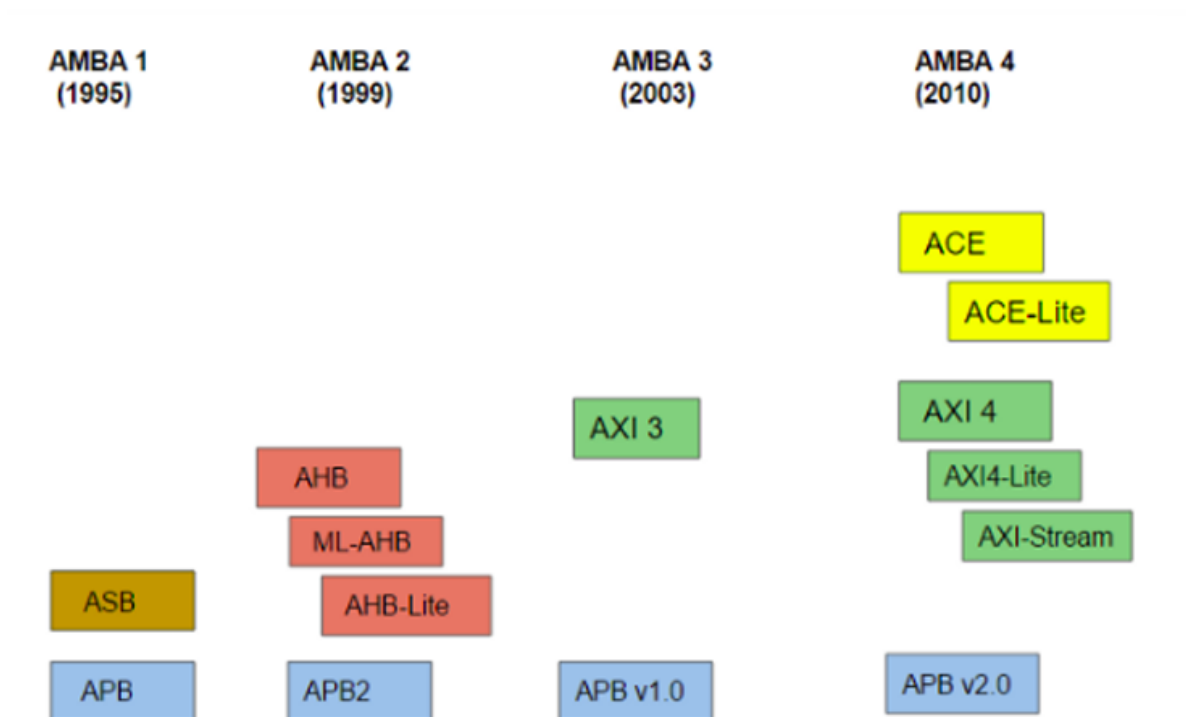 AMBA 1
(1995)
AMBA 2
(1999)
AMBA 3
(2003)
AMBA 4
(2010)
ACE
ACE-Lite
AXI 3
AXI 4
AXI4-Lite
AXI-Stream
AHB
ML-AHB
AHB-Lite
ASB
APB
APB2
APB v1.0
APB v2.0